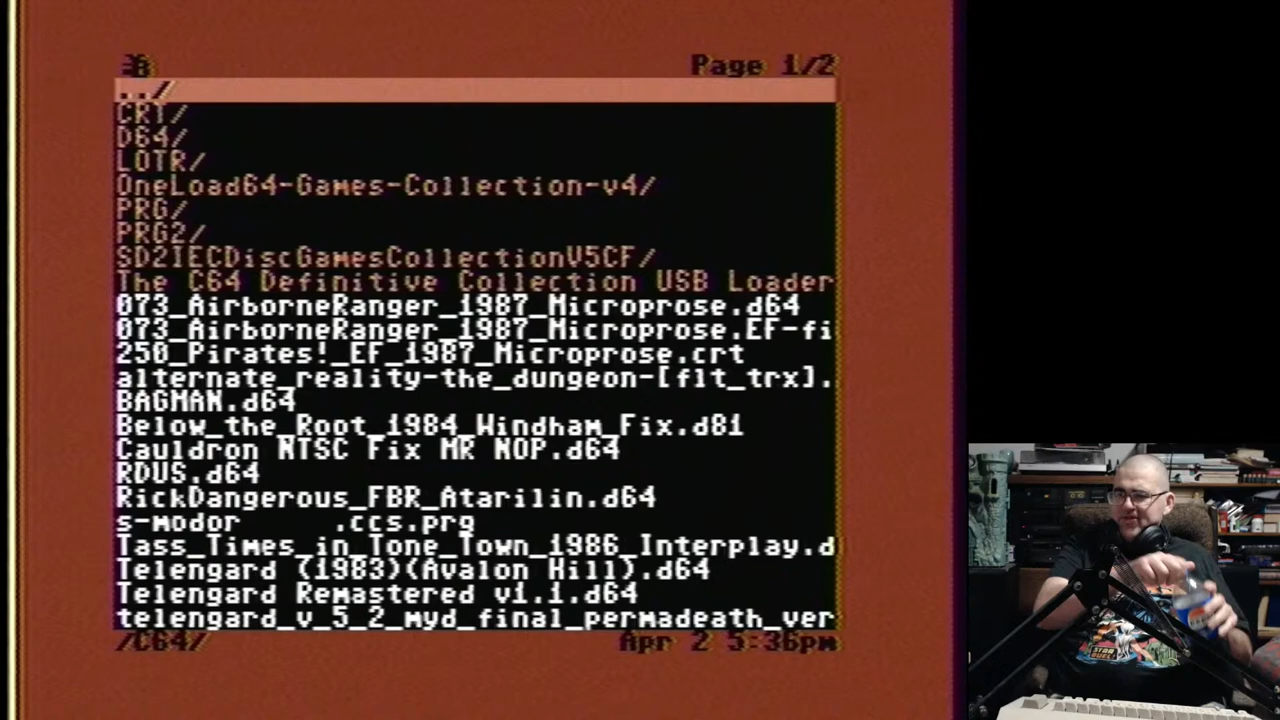 Page 1/2
../
CRT/
D64/
LOTR/
OneLoad64-Games-Collection-v4/
PRG/
PRG2/
SD2IECDiscGamesCollectionV5CF/
The C64 Definitive Collection USB Loader
073_AirborneRanger_1987_Microprose.d64
073_AirborneRanger_1987_Microprose.EF-fi
250_Pirates!_EF_1987_Microprose.crt
alternate_reality-the_dungeon-[flt_trx].
BAGMAN.d64
Below_the_Root_1984_Windham_Fix.d81
Cauldron NTSC Fix MR NOP.d64
RDUS.d64
RickDangerous_FBR_Atarilin.d64
s-modor     .ccs.prg
Tass_Times_in_Tone_Town_1986_Interplay.d
Telengard (1983)(Avalon Hill).d64
Telengard Remastered v1.1.d64
telengard_v_5_2_myd_final_permadeath_ver
/C64/ Apr 2 5:36pm
STAR
DUEL